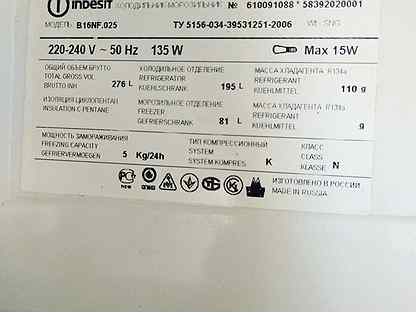 indesit ХОЛОДИЛЬНИК МОРОЗИЛЬНИК № 610091088 * 58392020001
МОДЕЛЬ B16NF.025 ТУ 5156-034-39531251-2006
220-240 V ~ 50 Hz 135 W Max 15W
ОБЩИЙ ОБЪЕМ БРУТТО
TOTAL GROSS VOL
BRUTTO INH 276 L
ХОЛОДИЛЬНОЕ ОТДЕЛЕНИЕ
REFRIGERATOR
KUEHLSCHRANK 195 L
МАССА ХЛАДАГЕНТА R134a
REFRIGERANT
KUEHLMITTEL 110 g
ИЗОЛЯЦИЯ ЦИКЛОПЕНТАН
INSULATION C PENTANE
МОРОЗИЛЬНОЕ ОТДЕЛЕНИЕ
FREEZER
GEFRIERSCHRANK 81 L
МАССА ХЛАДАГЕНТА
REFRIGERANT
KUEHLMITTEL g
МОЩНОСТЬ ЗАМОРАЖИВАНИЯ
FREEZING CAPACITY
GEFRIERVERMOEGEN 5 Kg/24h
ТИП КОМПРЕССИОННЫЙ
SYSTEM
SYSTEM KOMPRES K
КЛАСС
CLASS
KLASSE N
ИЗГОТОВЛЕНО В РОССИИ
MADE IN RUSSIA